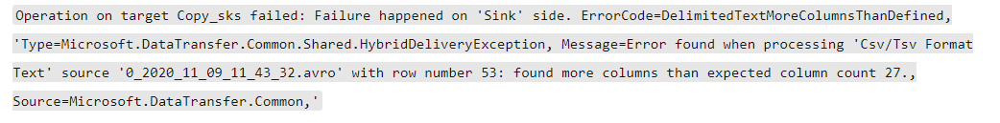 Operation on target Copy_sks failed: Failure happened on 'Sink' side. ErrorCode=DelimitedTextMoreColumnsThanDefined,
'Type=Microsoft.DataTransfer.Common.Shared.HybridDeliveryException, Message=Error found when processing 'Csv/Tsv Format
Text' source '0_2020_11_09_11_43_32.avro' with row number 53: found more columns than expected column count 27.,
Source=Microsoft.DataTransfer.Common,'